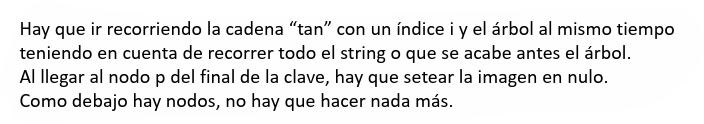 Hay que ir recorriendo la cadena “tan” con un índice i y el árbol al mismo tiempo
teniendo en cuenta de recorrer todo el string o que se acabe antes el árbol.
Al llegar al nodo p del final de la clave, hay que setear la imagen en nulo.
Como debajo hay nodos, no hay que hacer nada más.